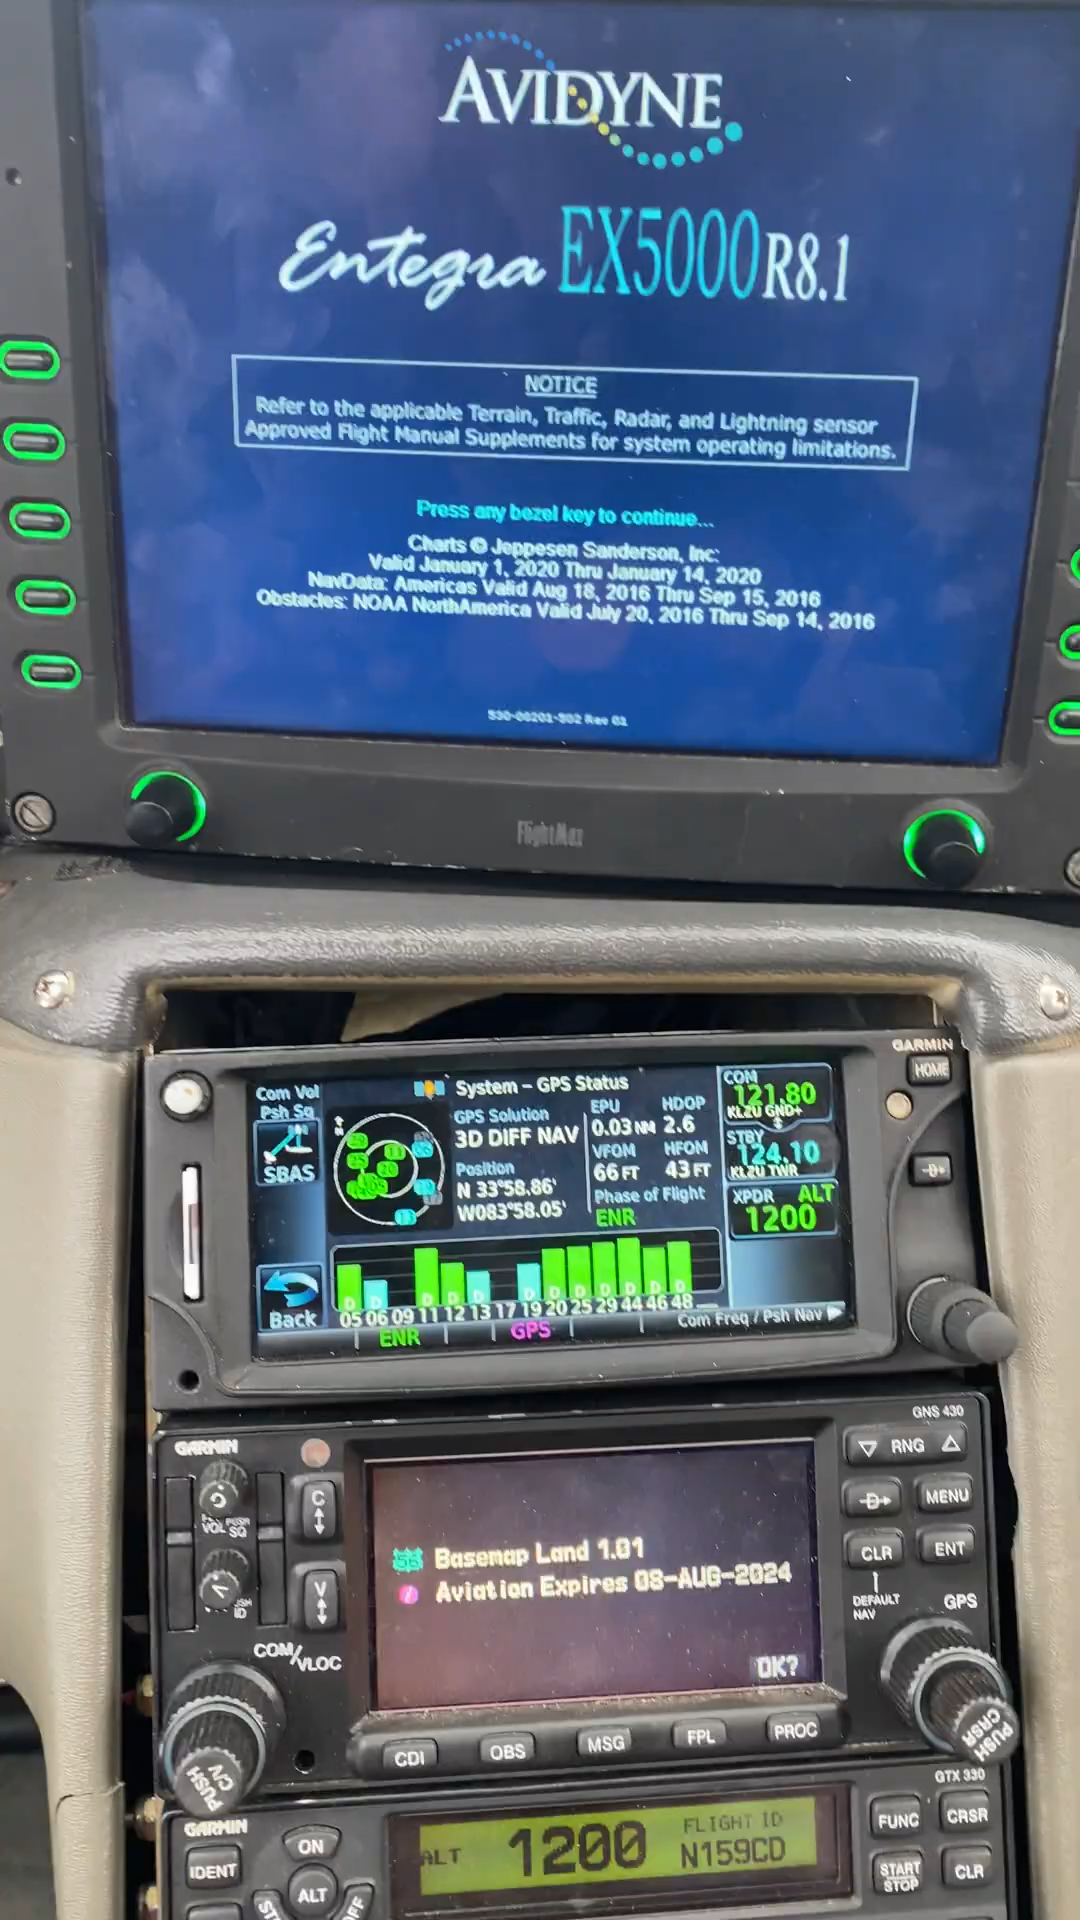 AVIDYNE
Entegra EX5000 R8.1
NOTICE
Refer to the applicable Terrain, Traffic, Radar, and Lightning sensor
Approved Flight Manual Supplements for system operating limitations.
Press any bezel key to continue...
Charts © Jeppesen Sanderson, Inc:
Valid January 1, 2020 Thru January 14, 2020
NavData: Americas Valid Aug 18, 2016 Thru Sep 15, 2016
Obstacles: NOAA NorthAmerica Valid July 20, 2016 Thru Sep 14, 2016
530-06201-502 Rev 01
FlightMax
GARMIN
HOME
Com Vol
Psh Sq
System – GPS Status
SBAS
GPS Solution
3D DIFF NAV
Position
N 33°58.86'
W083°58.05'
EPU
0.03 NM
HDOP
2.6
VFOM
66 FT
HFOM
43 FT
Phase of Flight
ENR
COM
121.80
KLZU GND+
STBY
124.10
KLZU TWR
XPDR ALT
1200
Back
D D D D D D D D D D D D
05 06 09 11 12 13 17 19 20 25 29 44 46 48
ENR
GPS
Com Freq / Psh Nav
GNS 430
GARMIN
VOL
PUSH
SQ
ID
C
V
COM/VLOC
PUSH
C/V
Basemap Land 1.01
Aviation Expires 08-AUG-2024
OK?
RNG
D
MENU
CLR
ENT
DEFAULT
NAV
GPS
PUSH
CRSR
CDI
OBS
MSG
FPL
PROC
GTX 330
GARMIN
IDENT
ON
ALT
ALT
1200
FLIGHT ID
N159CD
FUNC
CRSR
START
STOP
CLR